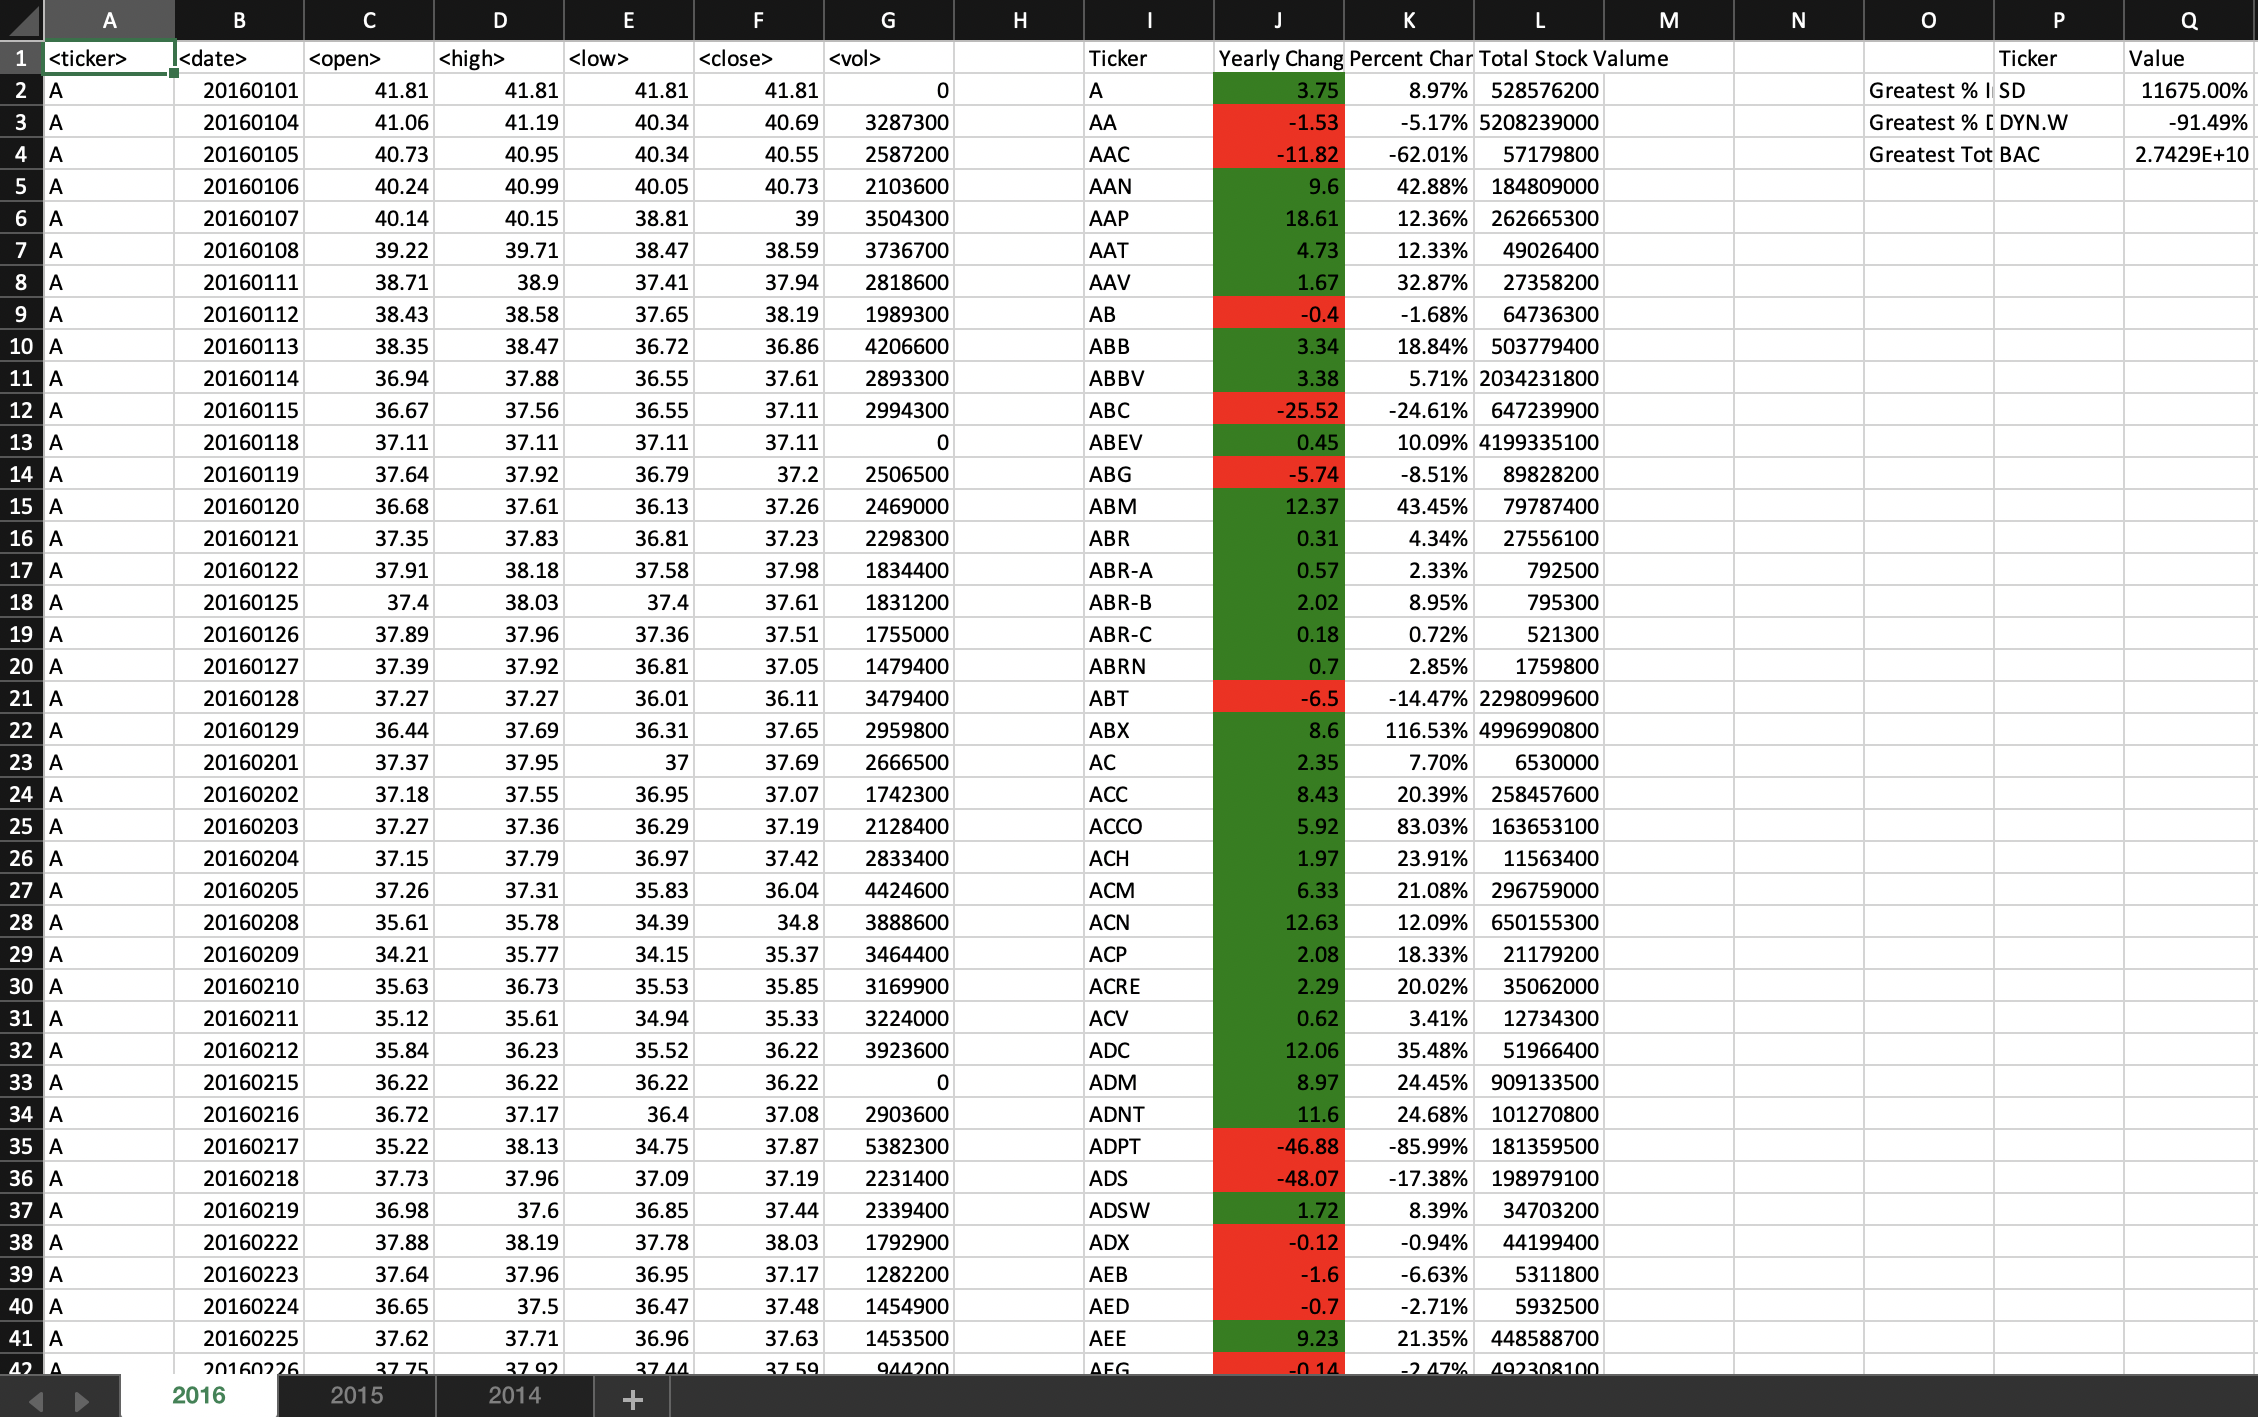 A B C D E F G H I J K L M N O P Q
1 <ticker> <date> <open> <high> <low> <close> <vol> Ticker Yearly Chang Percent Char Total Stock Valume Ticker Value
2 A 20160101 41.81 41.81 41.81 41.81 0 A 3.75 8.97% 528576200 Greatest % I SD 11675.00%
3 A 20160104 41.06 41.19 40.34 40.69 3287300 AA -1.53 -5.17% 5208239000 Greatest % D DYN.W -91.49%
4 A 20160105 40.73 40.95 40.34 40.55 2587200 AAC -11.82 -62.01% 57179800 Greatest Tot BAC 2.7429E+10
5 A 20160106 40.24 40.99 40.05 40.73 2103600 AAN 9.6 42.88% 184809000
6 A 20160107 40.14 40.15 38.81 39 3504300 AAP 18.61 12.36% 262665300
7 A 20160108 39.22 39.71 38.47 38.59 3736700 AAT 4.73 12.33% 49026400
8 A 20160111 38.71 38.9 37.41 37.94 2818600 AAV 1.67 32.87% 27358200
9 A 20160112 38.43 38.58 37.65 38.19 1989300 AB -0.4 -1.68% 64736300
10 A 20160113 38.35 38.47 36.72 36.86 4206600 ABB 3.34 18.84% 503779400
11 A 20160114 36.94 37.88 36.55 37.61 2893300 ABBV 3.38 5.71% 2034231800
12 A 20160115 36.67 37.56 36.55 37.11 2994300 ABC -25.52 -24.61% 647239900
13 A 20160118 37.11 37.11 37.11 37.11 0 ABEV 0.45 10.09% 4199335100
14 A 20160119 37.64 37.92 36.79 37.2 2506500 ABG -5.74 -8.51% 89828200
15 A 20160120 36.68 37.61 36.13 37.26 2469000 ABM 12.37 43.45% 79787400
16 A 20160121 37.35 37.83 36.81 37.23 2298300 ABR 0.31 4.34% 27556100
17 A 20160122 37.91 38.18 37.58 37.98 1834400 ABR-A 0.57 2.33% 792500
18 A 20160125 37.4 38.03 37.4 37.61 1831200 ABR-B 2.02 8.95% 795300
19 A 20160126 37.89 37.96 37.36 37.51 1755000 ABR-C 0.18 0.72% 521300
20 A 20160127 37.39 37.92 36.81 37.05 1479400 ABRN 0.7 2.85% 1759800
21 A 20160128 37.27 37.27 36.01 36.11 3479400 ABT -6.5 -14.47% 2298099600
22 A 20160129 36.44 37.69 36.31 37.65 2959800 ABX 8.6 116.53% 4996990800
23 A 20160201 37.37 37.95 37 37.69 2666500 AC 2.35 7.70% 6530000
24 A 20160202 37.18 37.55 36.95 37.07 1742300 ACC 8.43 20.39% 258457600
25 A 20160203 37.27 37.36 36.29 37.19 2128400 ACCO 5.92 83.03% 163653100
26 A 20160204 37.15 37.79 36.97 37.42 2833400 ACH 1.97 23.91% 11563400
27 A 20160205 37.26 37.31 35.83 36.04 4424600 ACM 6.33 21.08% 296759000
28 A 20160208 35.61 35.78 34.39 34.8 3888600 ACN 12.63 12.09% 650155300
29 A 20160209 34.21 35.77 34.15 35.37 3464400 ACP 2.08 18.33% 21179200
30 A 20160210 35.63 36.73 35.53 35.85 3169900 ACRE 2.29 20.02% 35062000
31 A 20160211 35.12 35.61 34.94 35.33 3224000 ACV 0.62 3.41% 12734300
32 A 20160212 35.84 36.23 35.52 36.22 3923600 ADC 12.06 35.48% 51966400
33 A 20160215 36.22 36.22 36.22 36.22 0 ADM 8.97 24.45% 909133500
34 A 20160216 36.72 37.17 36.4 37.08 2903600 ADNT 11.6 24.68% 101270800
35 A 20160217 35.22 38.13 34.75 37.87 5382300 ADPT -46.88 -85.99% 181359500
36 A 20160218 37.73 37.96 37.09 37.19 2231400 ADS -48.07 -17.38% 198979100
37 A 20160219 36.98 37.6 36.85 37.44 2339400 ADSW 1.72 8.39% 34703200
38 A 20160222 37.88 38.19 37.78 38.03 1792900 ADX -0.12 -0.94% 44199400
39 A 20160223 37.64 37.96 36.95 37.17 1282200 AEB -1.6 -6.63% 5311800
40 A 20160224 36.65 37.5 36.47 37.48 1454900 AED -0.7 -2.71% 5932500
41 A 20160225 37.62 37.71 36.96 37.63 1453500 AEE 9.23 21.35% 448588700
42 A 20160226 37.75 37.92 37.44 37.59 944200 AEG -0.14 -2.47% 492308100
2016 2015 2014 +